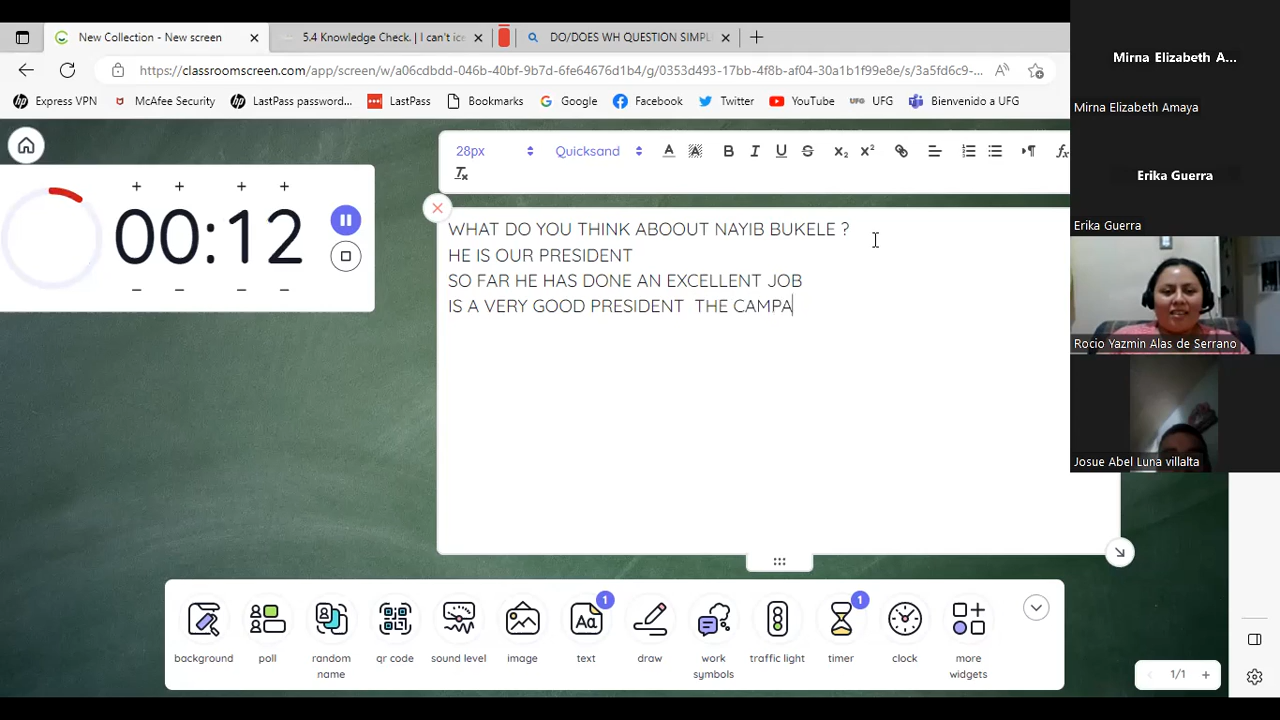 New Collection - New screen
5.4 Knowledge Check. | I can't ice
DO/DOES WH QUESTION SIMPL
https://classroomscreen.com/app/screen/w/a06cdbdd-046b-40bf-9b7d-6fe64676d1b4/g/0353d493-17bb-4f8b-af04-30a1b1f99e8e/s/3a5fd6c9-...
Express VPN
McAfee Security
LastPass password...
LastPass
Bookmarks
Google
Facebook
Twitter
YouTube
UFG
Bienvenido a UFG
28px
Quicksand
00:12
WHAT DO YOU THINK ABOOUT NAYIB BUKELE ?
HE IS OUR PRESIDENT
SO FAR HE HAS DONE AN EXCELLENT JOB
IS A VERY GOOD PRESIDENT  THE CAMPA
Mirna Elizabeth A...
Mirna Elizabeth Amaya
Erika Guerra
Erika Guerra
Rocio Yazmin Alas de Serrano
Josue Abel Luna villalta
background
poll
random name
qr code
sound level
image
1
text
draw
work symbols
traffic light
1
timer
clock
more widgets
1/1